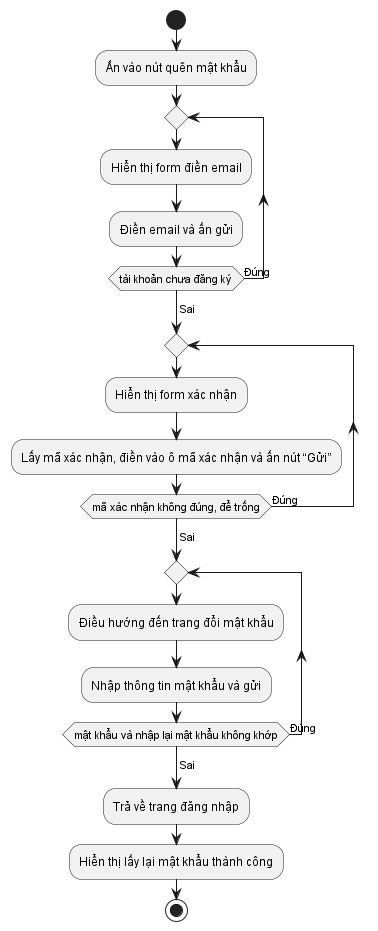 Ấn vào nút quên mật khẩu
Hiển thị form điền email
Điền email và ấn gửi
tài khoản chưa đăng ký
Đúng
Sai
Hiển thị form xác nhận
Lấy mã xác nhận, điền vào ô mã xác nhận và ấn nút “Gửi”
mã xác nhận không đúng, để trống
Đúng
Sai
Điều hướng đến trang đổi mật khẩu
Nhập thông tin mật khẩu và gửi
mật khẩu và nhập lại mật khẩu không khớp
Đúng
Sai
Trả về trang đăng nhập
Hiển thị lấy lại mật khẩu thành công